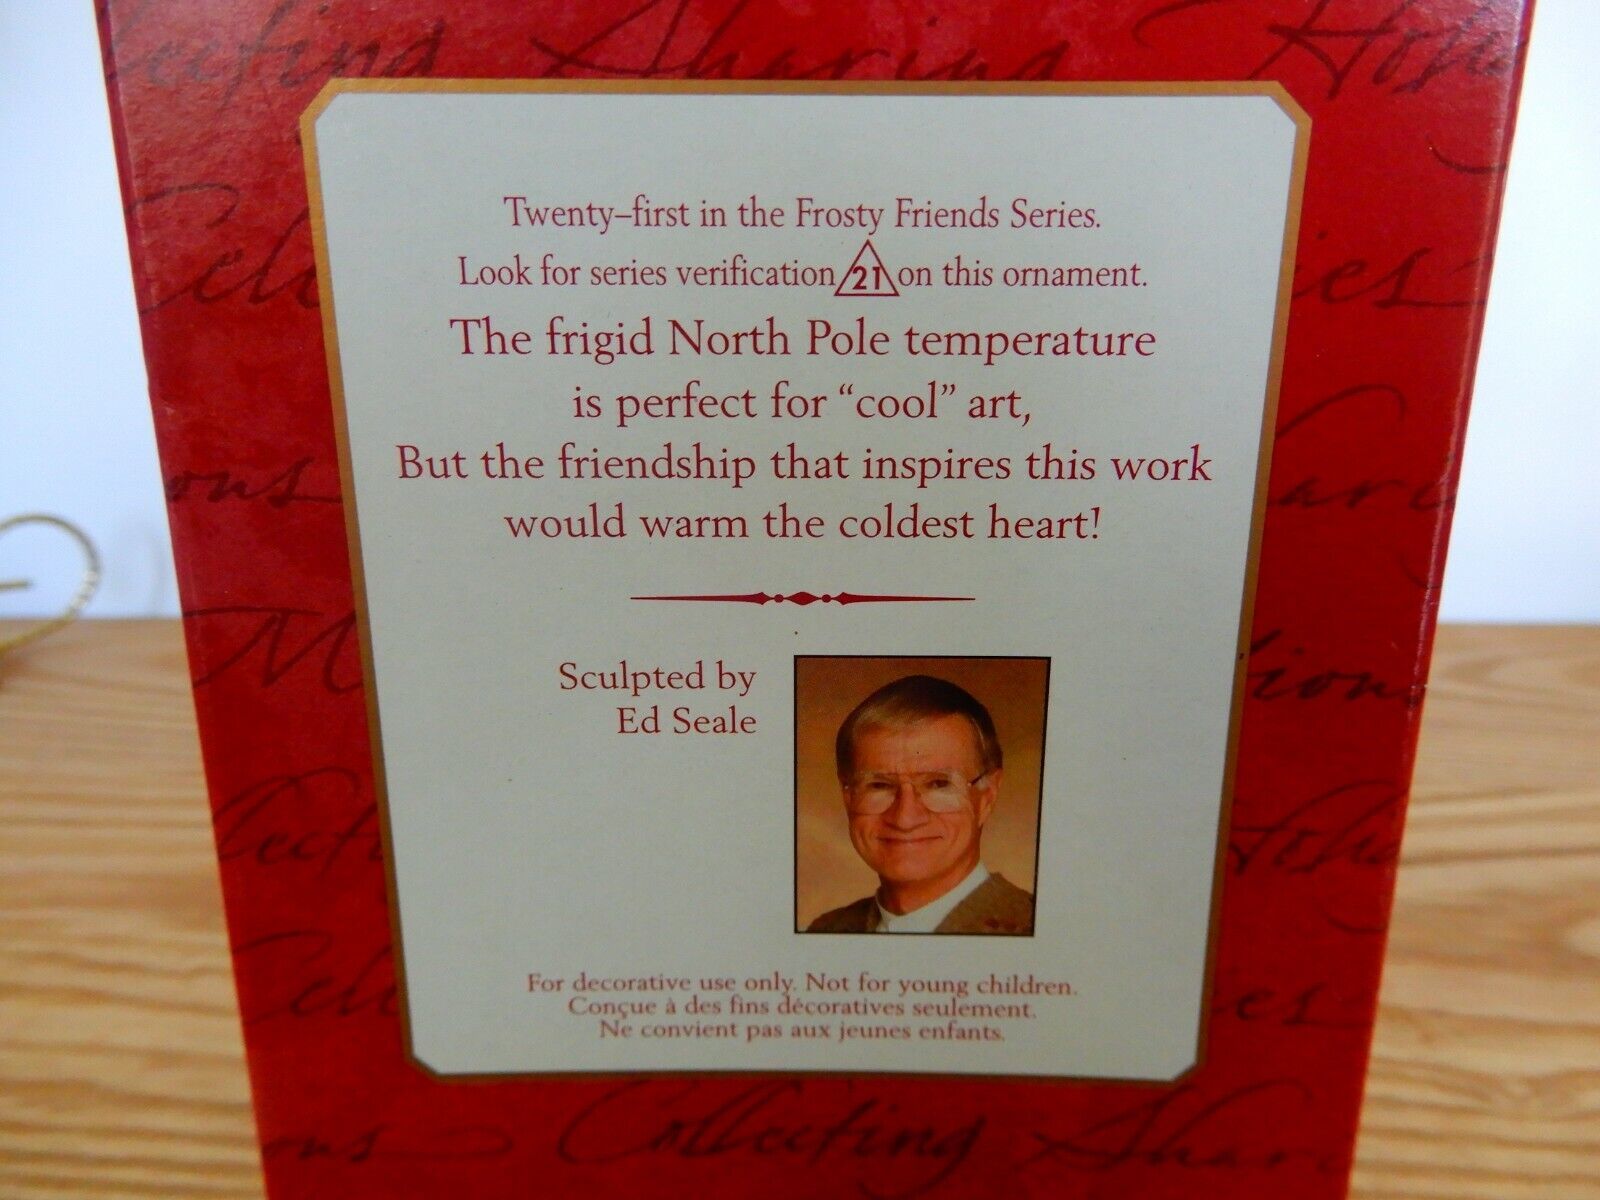 Collecting Sharing
Twenty–first in the Frosty Friends Series.
Look for series verification 21 on this ornament.
The frigid North Pole temperature
is perfect for “cool” art,
But the friendship that inspires this work
would warm the coldest heart!
Sculpted by
Ed Seale
For decorative use only. Not for young children.
Conçue à des fins décoratives seulement.
Ne convient pas aux jeunes enfants.
Collecting